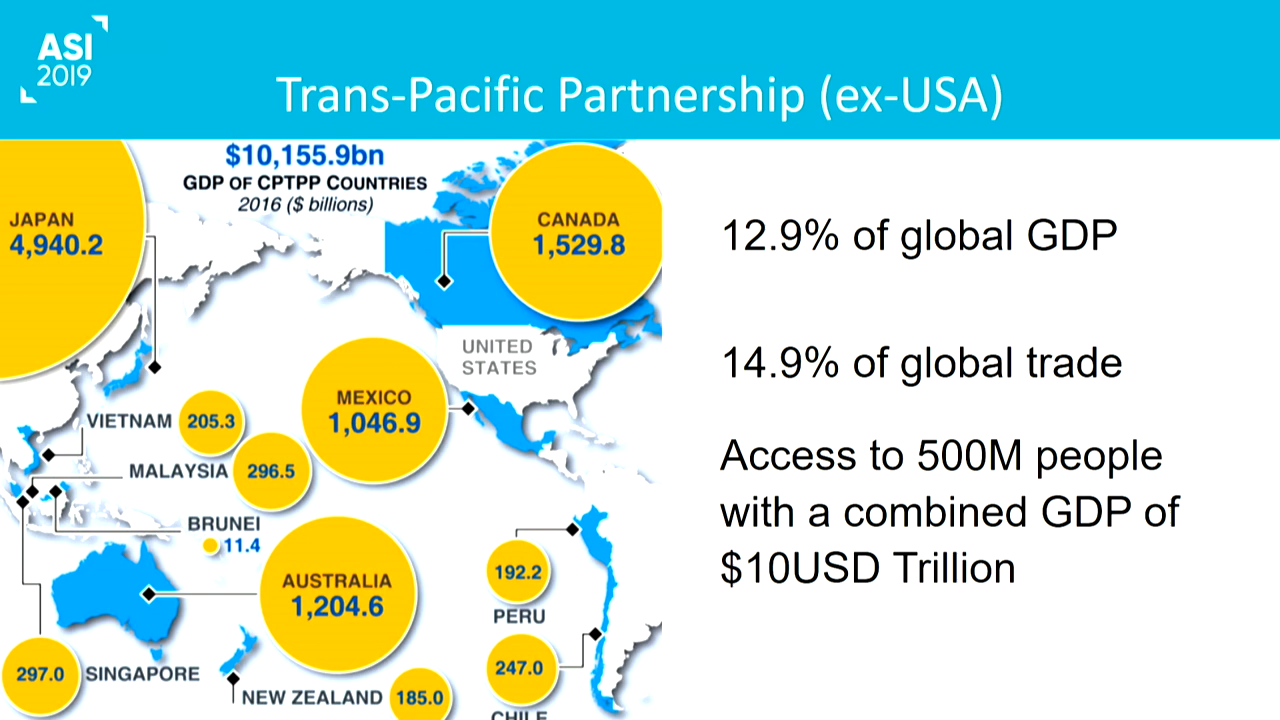 ASI
2019
Trans-Pacific Partnership (ex-USA)
$10,155.9bn
GDP OF CPTPP COUNTRIES
2016 ($ billions)
JAPAN
4,940.2
CANADA
1,529.8
UNITED
STATES
MEXICO
1,046.9
VIETNAM 205.3
MALAYSIA 296.5
BRUNEI
11.4
AUSTRALIA
1,204.6
192.2
PERU
297.0 SINGAPORE
247.0
CHILE
NEW ZEALAND 185.0
12.9% of global GDP
14.9% of global trade
Access to 500M people
with a combined GDP of
$10USD Trillion